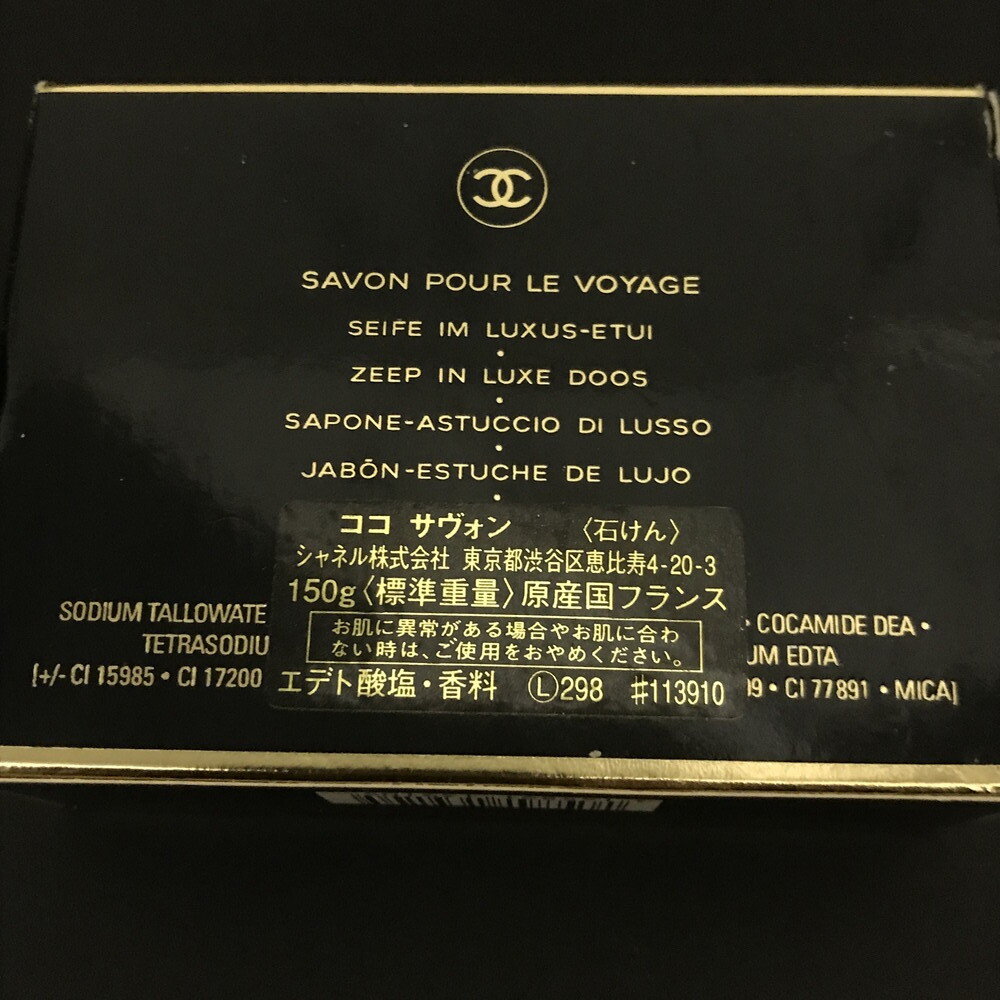 SAVON POUR LE VOYAGE
SEIFE IM LUXUS-ETUI
•
ZEEP IN LUXE DOOS
•
SAPONE-ASTUCCIO DI LUSSO
•
JABÓN-ESTUCHE DE LUJO
•
ココ サヴォン 〈石けん〉
シャネル株式会社 東京都渋谷区恵比寿4-20-3
150g〈標準重量〉原産国フランス
お肌に異常がある場合やお肌に合わ
ない時は、ご使用をおやめください。
エデト酸塩・香料 Ⓛ298 #113910
SODIUM TALLOWATE • COCAMIDE DEA •
TETRASODIU UM EDTA
[+/- CI 15985 • CI 17200 • CI 77891 • MICA]